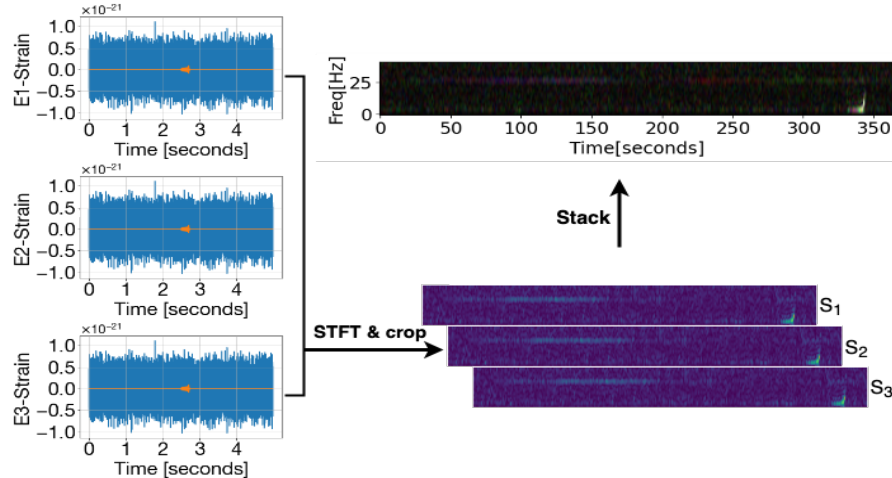 ×10⁻²¹
E1-Strain
1.0
0.5
0.0
−0.5
−1.0
0 1 2 3 4
Time [seconds]
×10⁻²¹
E2-Strain
1.0
0.5
0.0
−0.5
−1.0
0 1 2 3 4
Time [seconds]
×10⁻²¹
E3-Strain
1.0
0.5
0.0
−0.5
−1.0
0 1 2 3 4
Time [seconds]
STFT & crop
S₁
S₂
S₃
Stack
Freq[Hz]
25
0
0 50 100 150 200 250 300 350
Time[seconds]